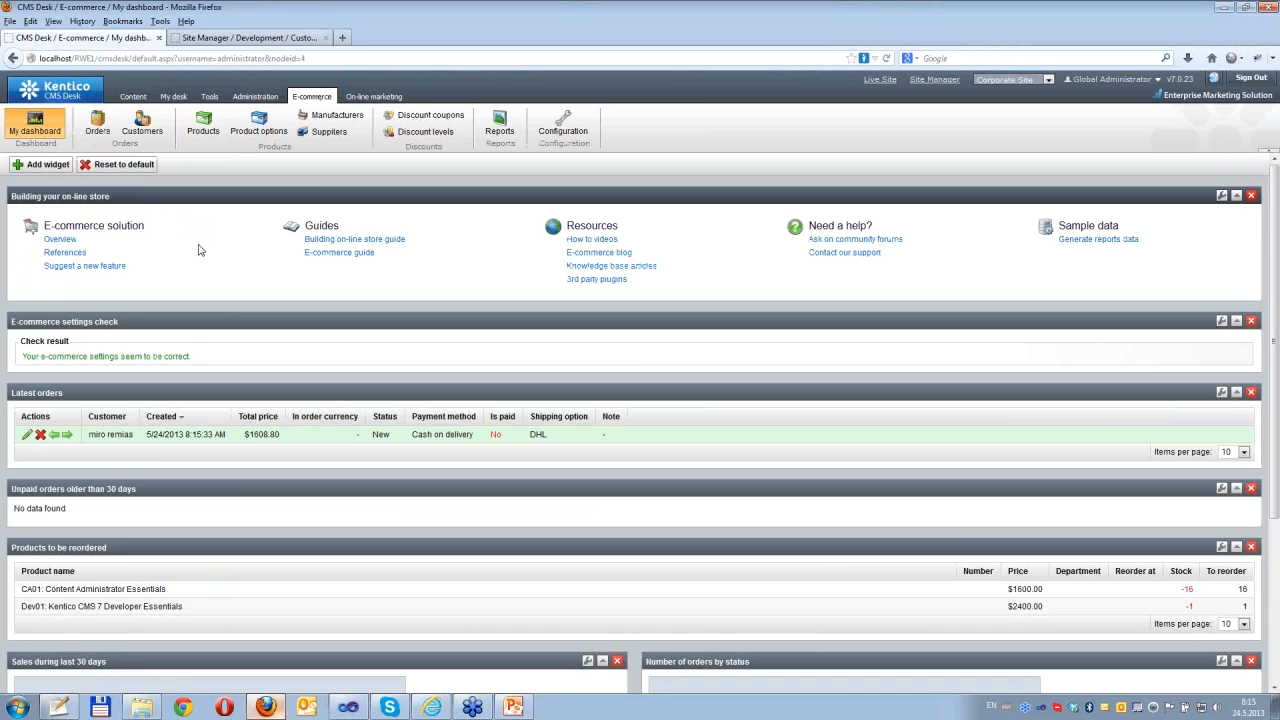 CMS Desk / E-commerce / My dashboard - Mozilla Firefox
File Edit View History Bookmarks Tools Help
CMS Desk / E-commerce / My dashb... Site Manager / Development / Custo...
localhost/RWE1/cmsdesk/default.aspx?username=administrator&nodeid=4 Google
Kentico CMS Desk
Content My desk Tools Administration E-commerce On-line marketing
Live Site Site Manager Corporate Site Global Administrator v7.0.23 Sign Out
Enterprise Marketing Solution
My dashboard Orders Customers Products Product options Manufacturers Suppliers Discount coupons Discount levels Reports Configuration
Dashboard Orders Products Discounts Reports Configuration
Add widget Reset to default
Building your on-line store
E-commerce solution Guides Resources Need a help? Sample data
Overview Building on-line store guide How to videos Ask on community forums Generate reports data
References E-commerce guide E-commerce blog Contact our support
Suggest a new feature Knowledge base articles
3rd party plugins
E-commerce settings check
Check result
Your e-commerce settings seem to be correct.
Latest orders
Actions Customer Created Total price In order currency Status Payment method Is paid Shipping option Note
miro remias 5/24/2013 8:15:33 AM $1608.80 - New Cash on delivery No DHL -
Items per page: 10
Unpaid orders older than 30 days
No data found
Products to be reordered
Product name Number Price Department Reorder at Stock To reorder
CA01: Content Administrator Essentials $1600.00 -16 16
Dev01: Kentico CMS 7 Developer Essentials $2400.00 -1 1
Items per page: 10
Sales during last 30 days Number of orders by status
EN 8:15
24.5.2013